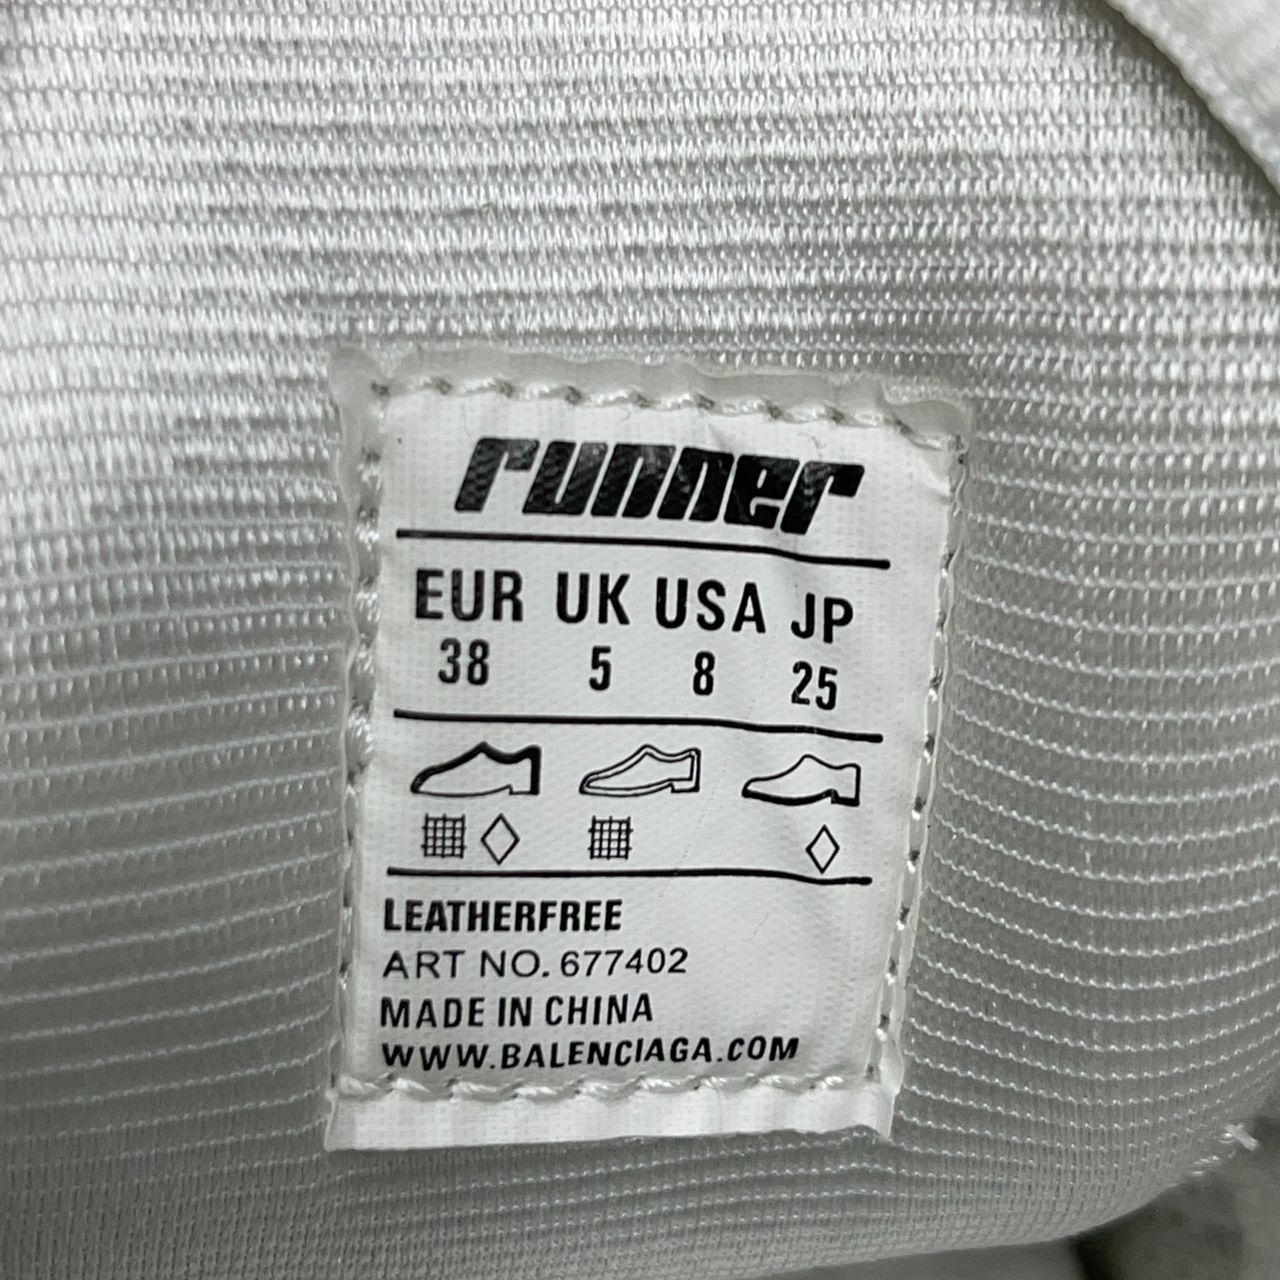 runner
EUR UK USA JP
38 5 8 25
LEATHERFREE
ART NO. 677402
MADE IN CHINA
WWW.BALENCIAGA.COM